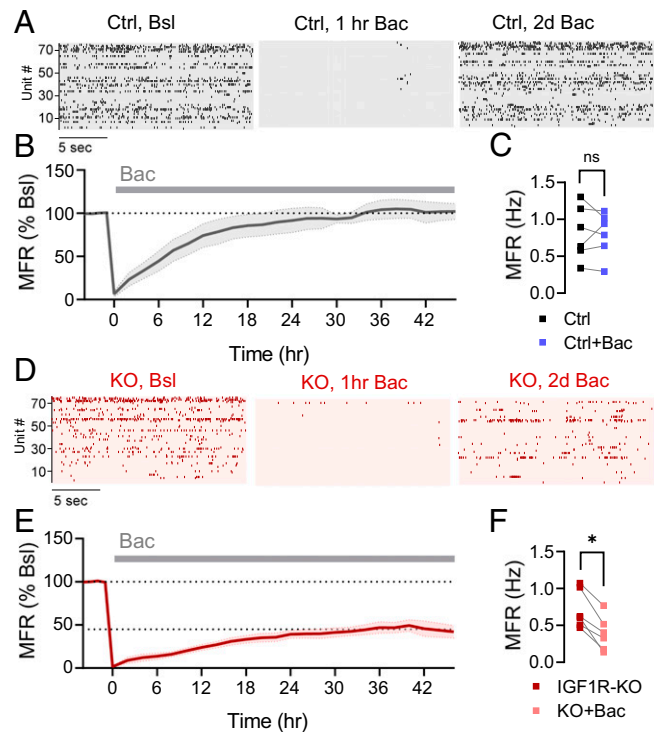 A
Ctrl, Bsl
Ctrl, 1 hr Bac
Ctrl, 2d Bac
Unit #
70
50
30
10
5 sec
B
MFR (% Bsl)
150
100
50
0
Bac
0 6 12 18 24 30 36 42
Time (hr)
C
ns
MFR (Hz)
1.5
1.0
0.5
0.0
Ctrl
Ctrl+Bac
D
KO, Bsl
KO, 1hr Bac
KO, 2d Bac
Unit #
70
50
30
10
5 sec
E
MFR (% Bsl)
150
100
50
0
Bac
0 6 12 18 24 30 36 42
Time (hr)
F
*
MFR (Hz)
1.5
1.0
0.5
0.0
IGF1R-KO
KO+Bac